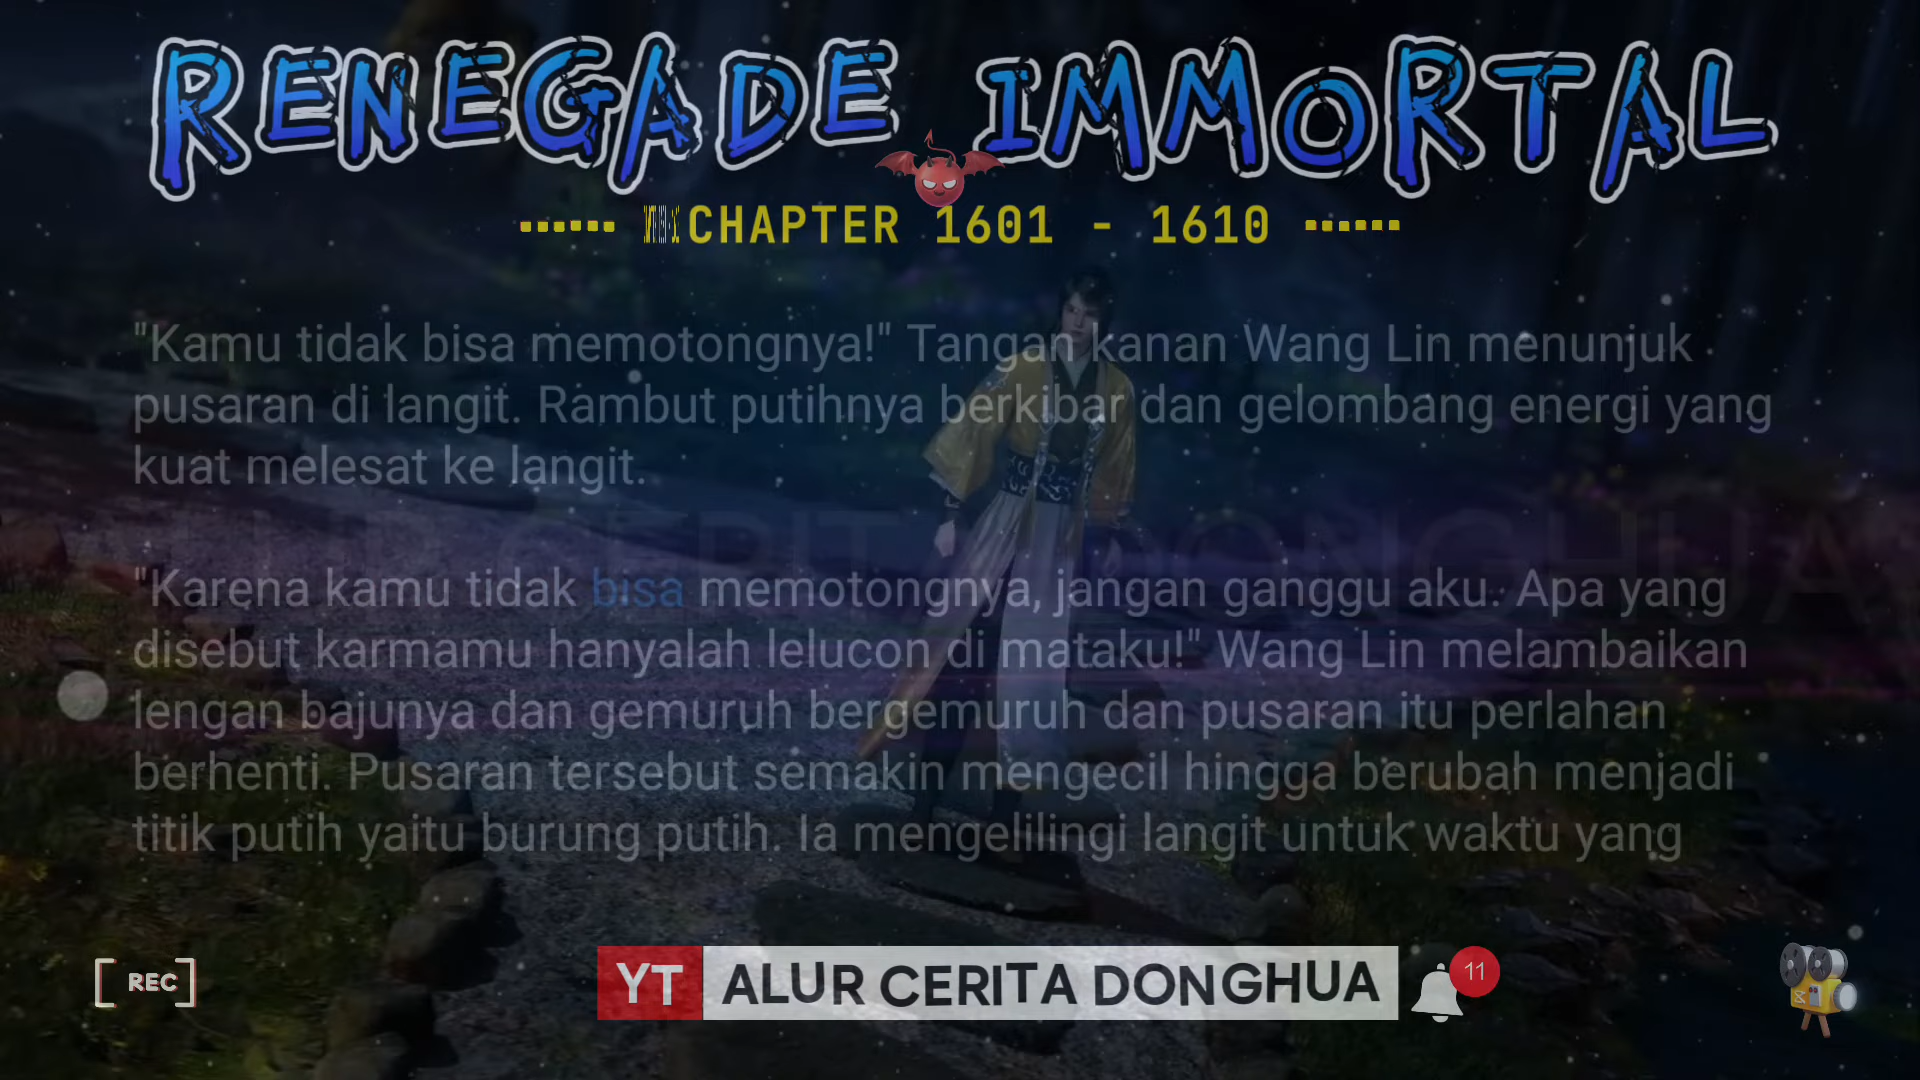 RENEGADE IMMORTAL
CHAPTER 1601 - 1610
"Kamu tidak bisa memotongnya!" Tangan kanan Wang Lin menunjuk
pusaran di langit. Rambut putihnya berkibar dan gelombang energi yang
kuat melesat ke langit.
"Karena kamu tidak bisa memotongnya, jangan ganggu aku. Apa yang
disebut karmamu hanyalah lelucon di mataku!" Wang Lin melambaikan
lengan bajunya dan gemuruh bergemuruh dan pusaran itu perlahan
berhenti. Pusaran tersebut semakin mengecil hingga berubah menjadi
titik putih yaitu burung putih. Ia mengelilingi langit untuk waktu yang
REC
YT ALUR CERITA DONGHUA 11